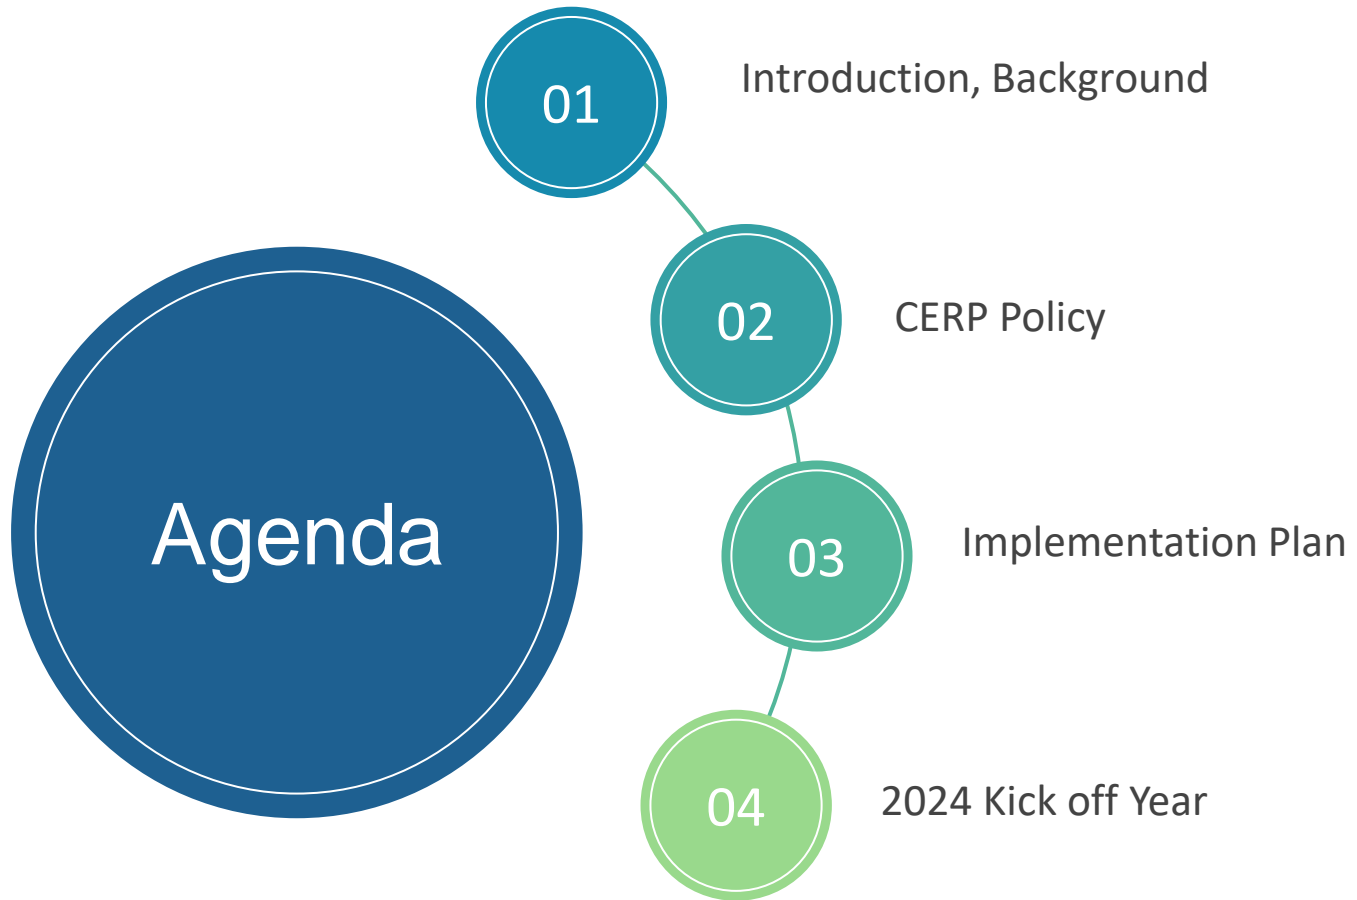 Agenda
01
Introduction, Background
02
CERP Policy
03
Implementation Plan
04
2024 Kick off Year